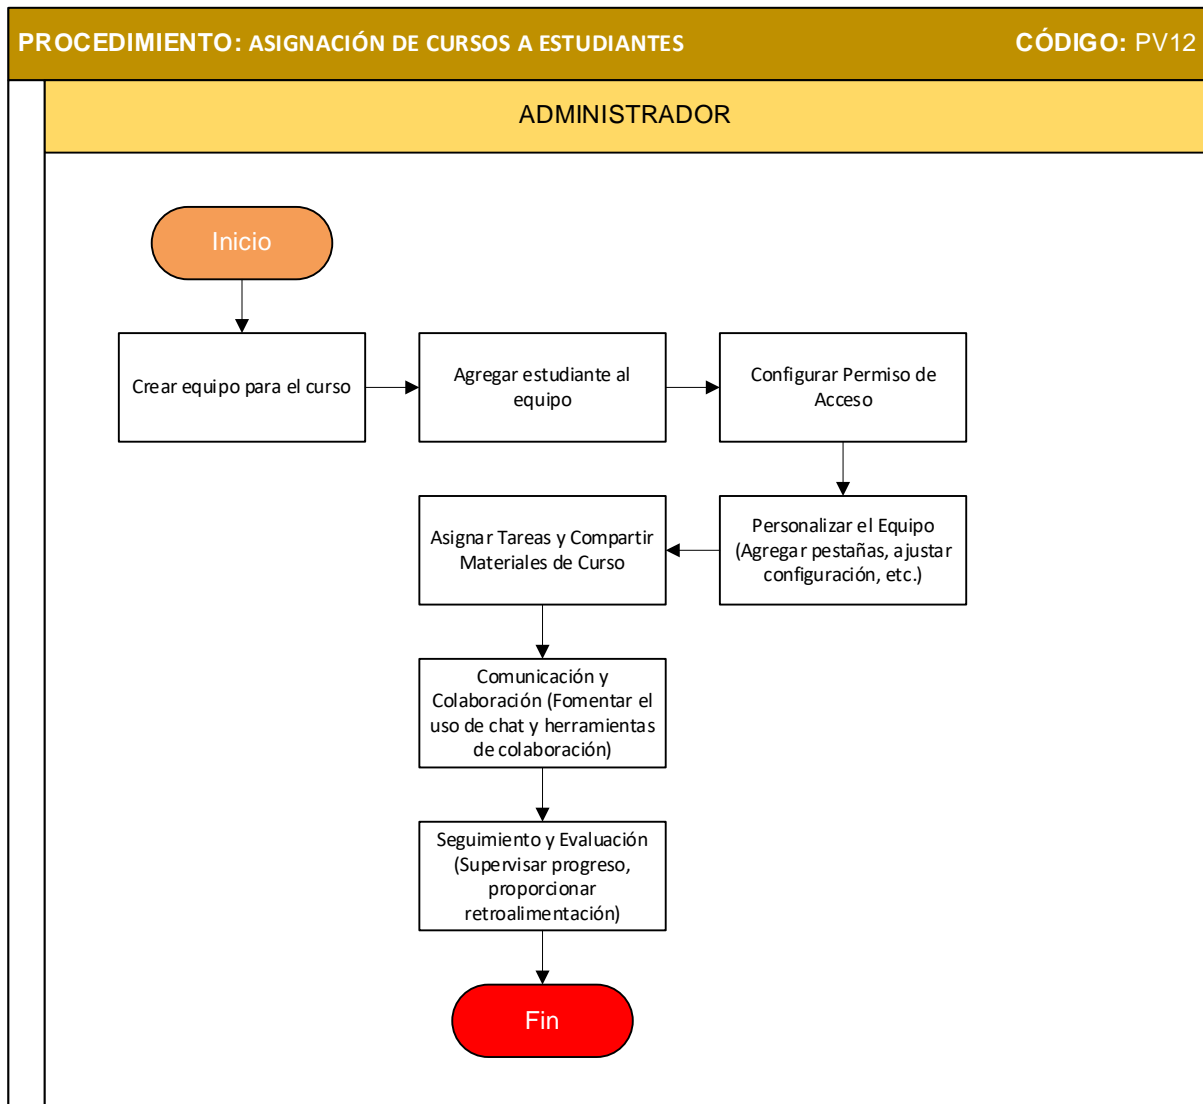 PROCEDIMIENTO: ASIGNACIÓN DE CURSOS A ESTUDIANTES
CÓDIGO: PV12
ADMINISTRADOR
Inicio
Crear equipo para el curso
Agregar estudiante al
equipo
Configurar Permiso de
Acceso
Personalizar el Equipo
(Agregar pestañas, ajustar
configuración, etc.)
Asignar Tareas y Compartir
Materiales de Curso
Comunicación y
Colaboración (Fomentar el
uso de chat y herramientas
de colaboración)
Seguimiento y Evaluación
(Supervisar progreso,
proporcionar
retroalimentación)
Fin